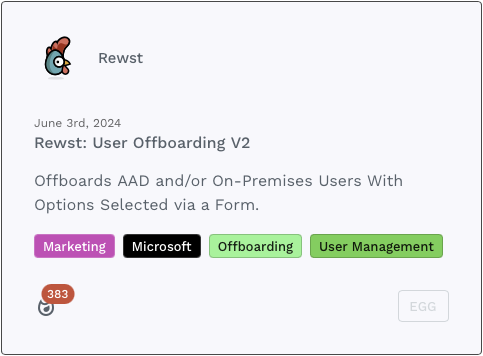 Rewst
June 3rd, 2024
Rewst: User Offboarding V2
Offboards AAD and/or On-Premises Users With
Options Selected via a Form.
Marketing Microsoft Offboarding User Management
383
EGG